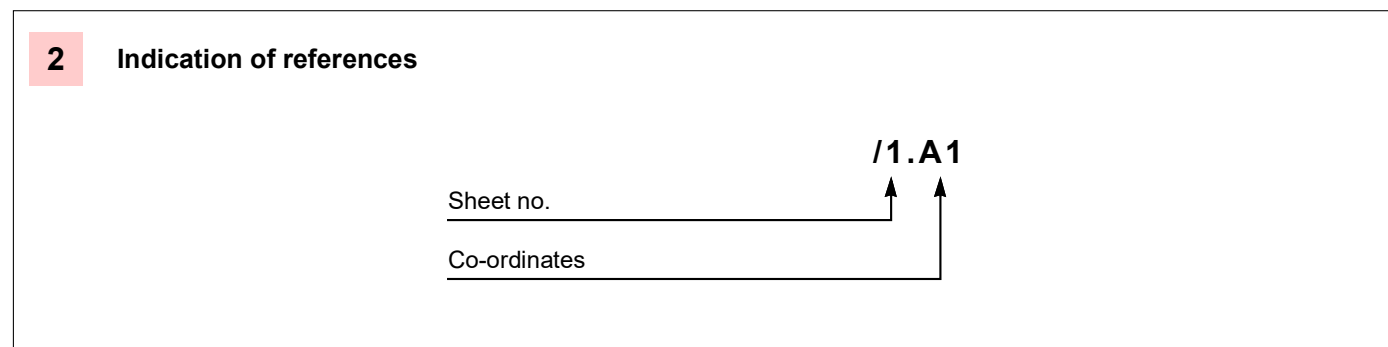 2 Indication of references
/1.A1
Sheet no.
Co-ordinates